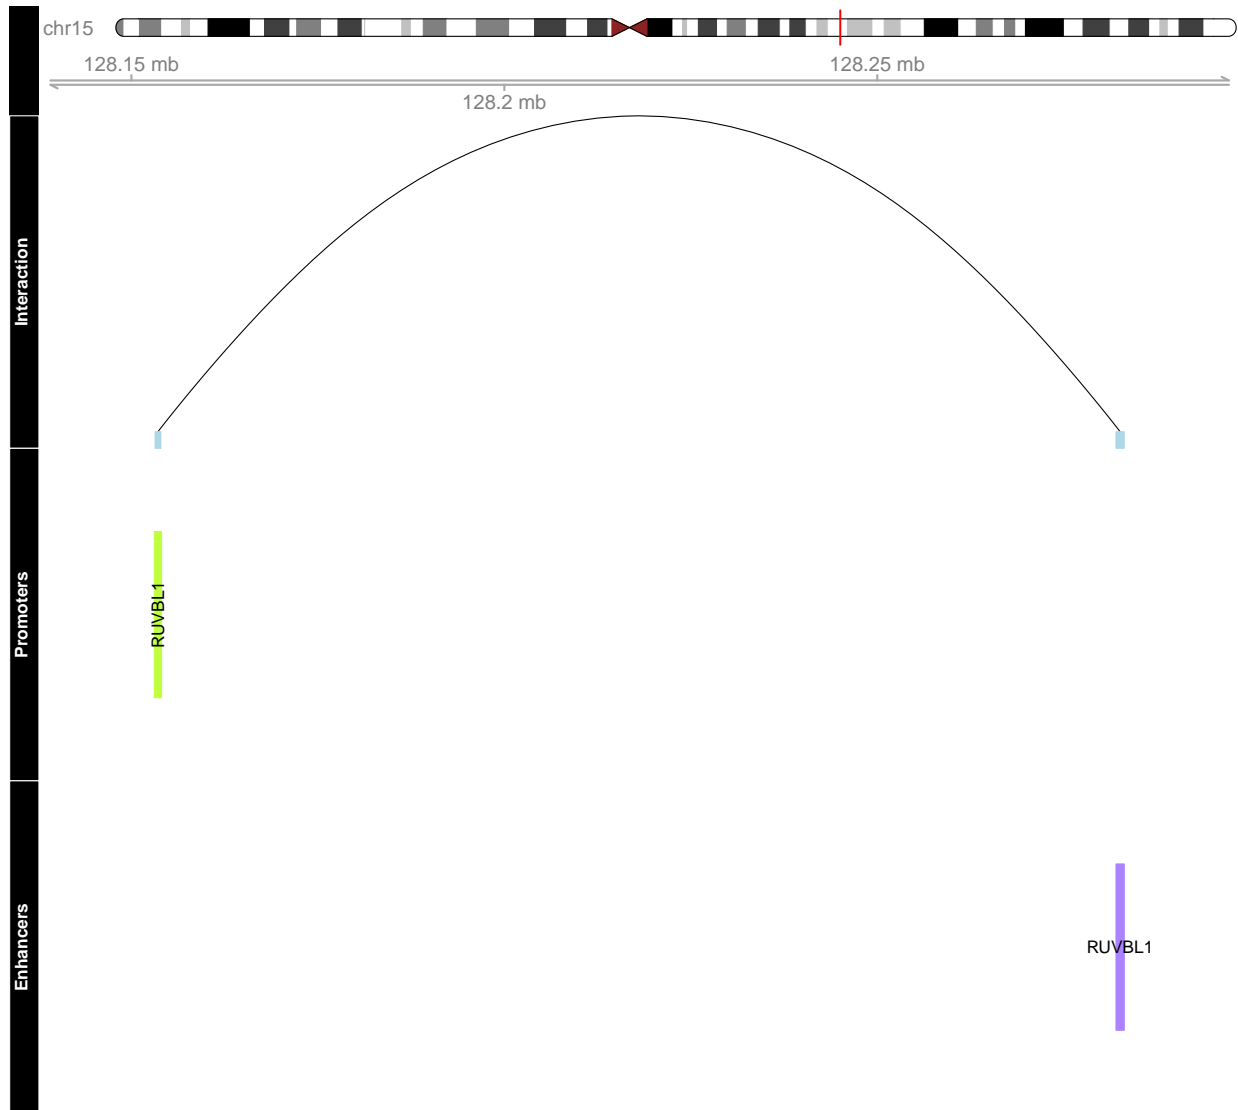 chr15
128.15 mb
128.25 mb
128.2 mb
Interaction
Promoters
RUVBL1
Enhancers
RUVBL1